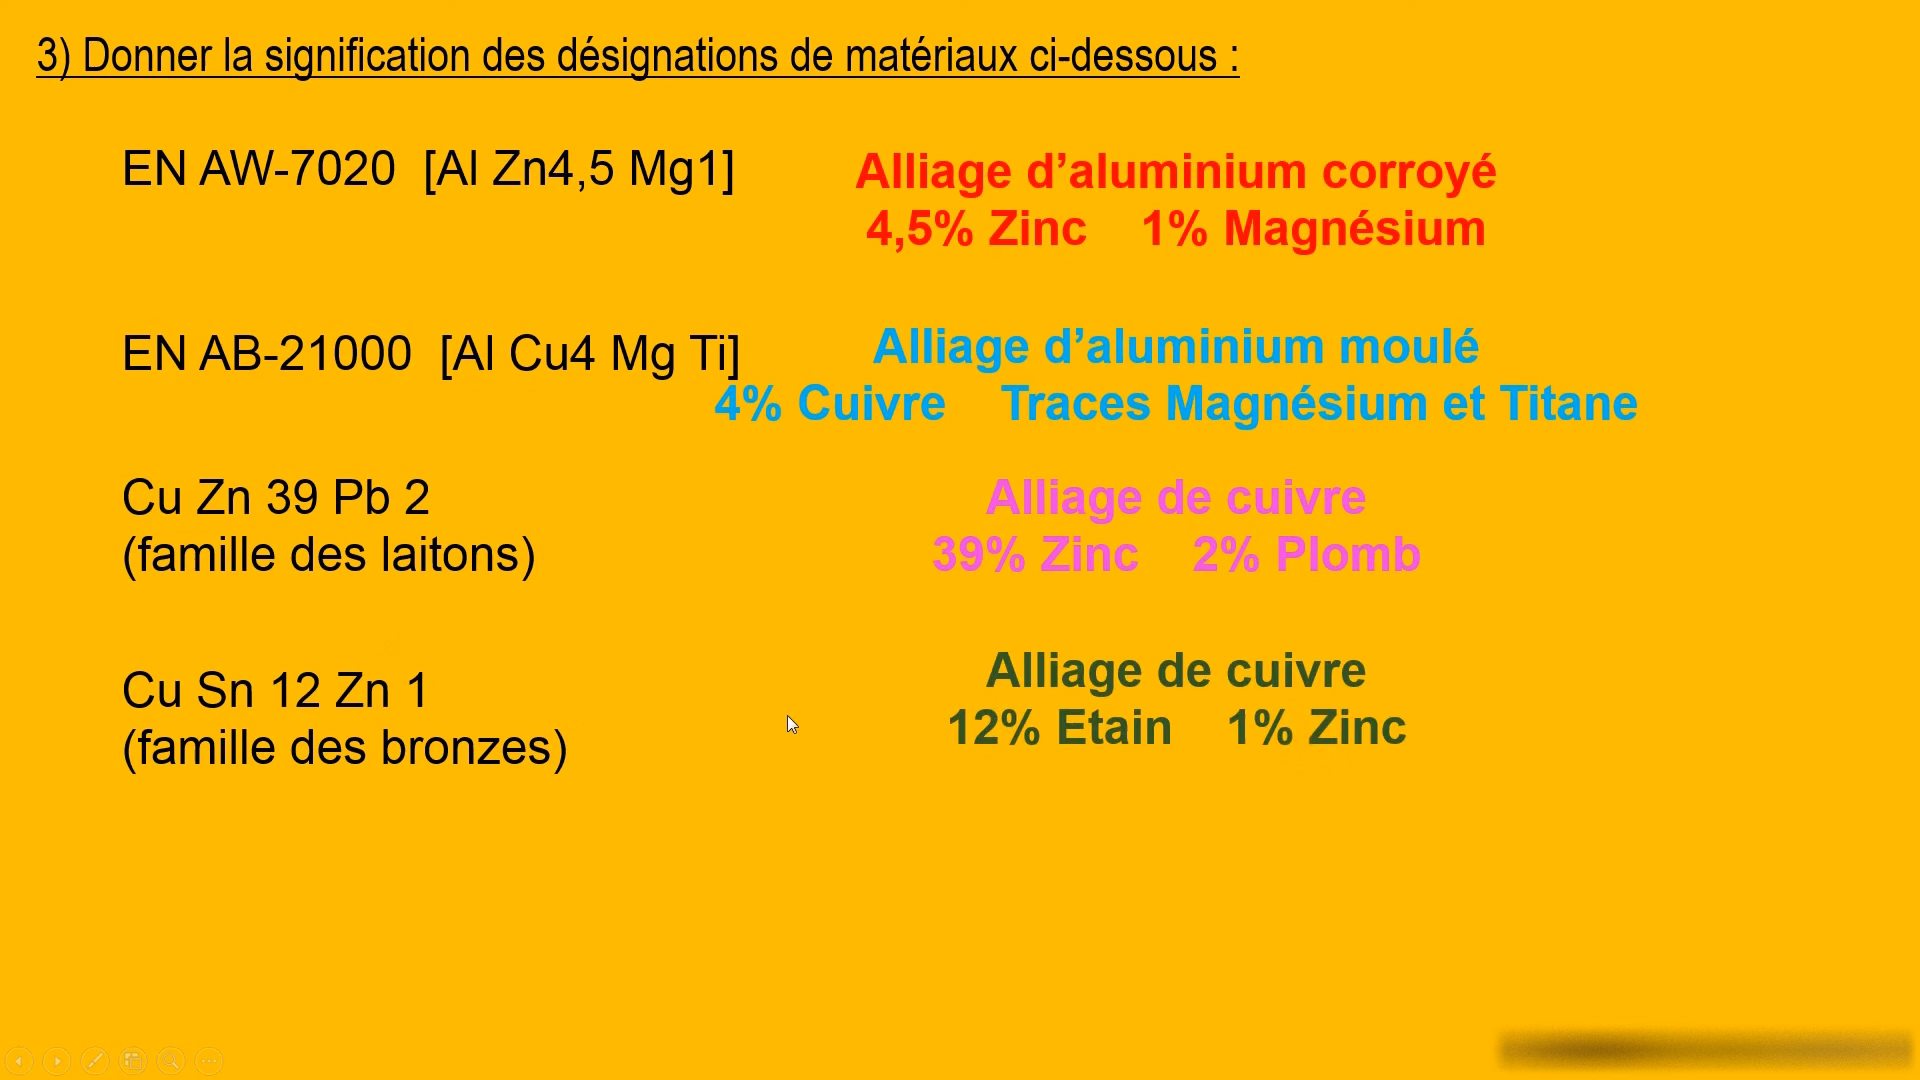 3) Donner la signification des désignations de matériaux ci-dessous :
EN AW-7020 [Al Zn4,5 Mg1]
Alliage d’aluminium corroyé
4,5% Zinc 1% Magnésium
EN AB-21000 [Al Cu4 Mg Ti]
Alliage d’aluminium moulé
4% Cuivre Traces Magnésium et Titane
Cu Zn 39 Pb 2
(famille des laitons)
Alliage de cuivre
39% Zinc 2% Plomb
Cu Sn 12 Zn 1
(famille des bronzes)
Alliage de cuivre
12% Etain 1% Zinc